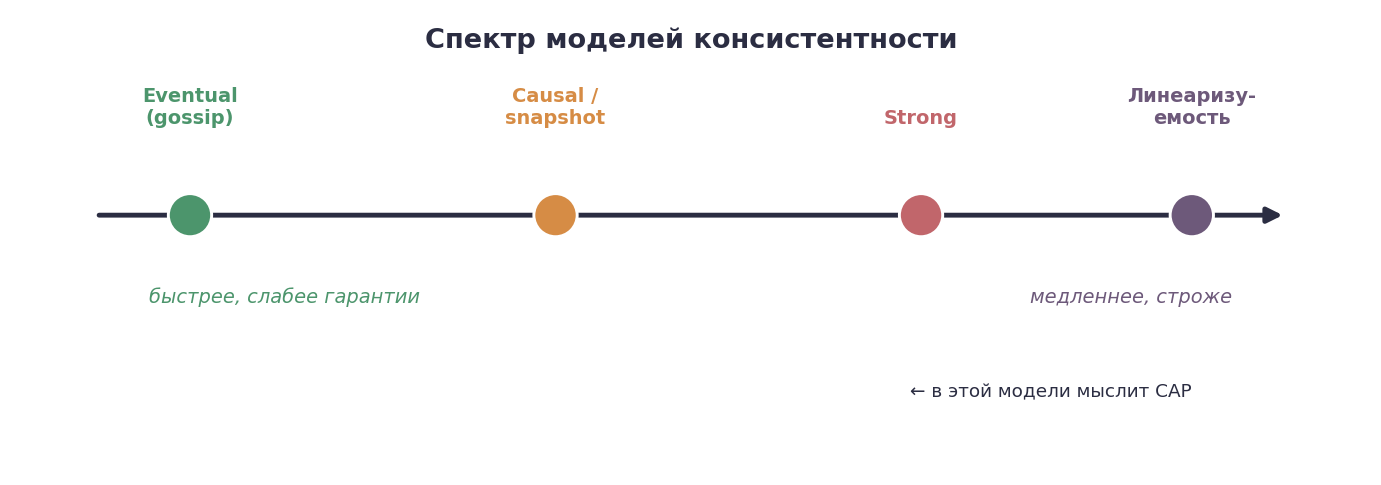 Спектр моделей консистентности
Eventual
(gossip)
Causal /
snapshot
Strong
Линеаризу-
емость
быстрее, слабее гарантии
медленнее, строже
← в этой модели мыслит CAP